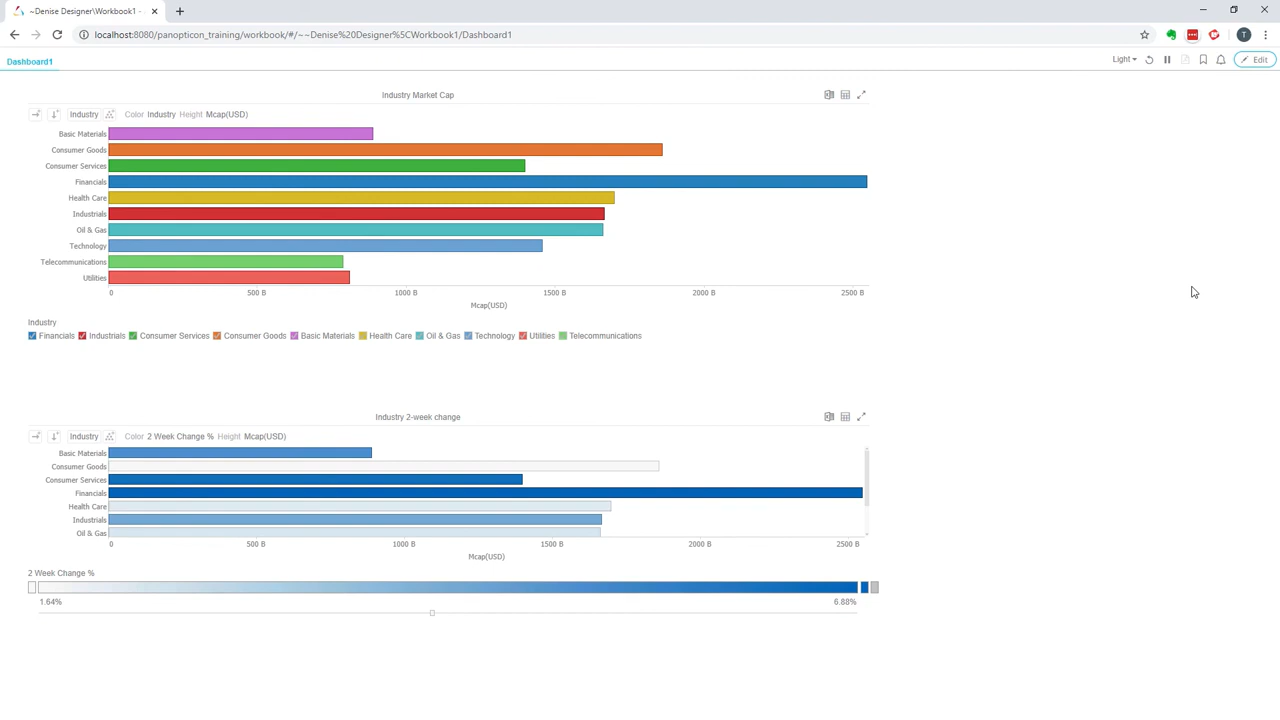 ~Denise Designer\Workbook1 -
localhost:8080/panopticon_training/workbook/#/~~Denise%20Designer%5CWorkbook1/Dashboard1
T
Dashboard1
Light
Edit
Industry Market Cap
Industry Color Industry Height Mcap(USD)
Basic Materials
Consumer Goods
Consumer Services
Financials
Health Care
Industrials
Oil & Gas
Technology
Telecommunications
Utilities
0 500 B 1000 B 1500 B 2000 B 2500 B
Mcap(USD)
Industry
Financials Industrials Consumer Services Consumer Goods Basic Materials Health Care Oil & Gas Technology Utilities Telecommunications
Industry 2-week change
Industry Color 2 Week Change % Height Mcap(USD)
Basic Materials
Consumer Goods
Consumer Services
Financials
Health Care
Industrials
Oil & Gas
0 500 B 1000 B 1500 B 2000 B 2500 B
Mcap(USD)
2 Week Change %
1.64% 6.88%